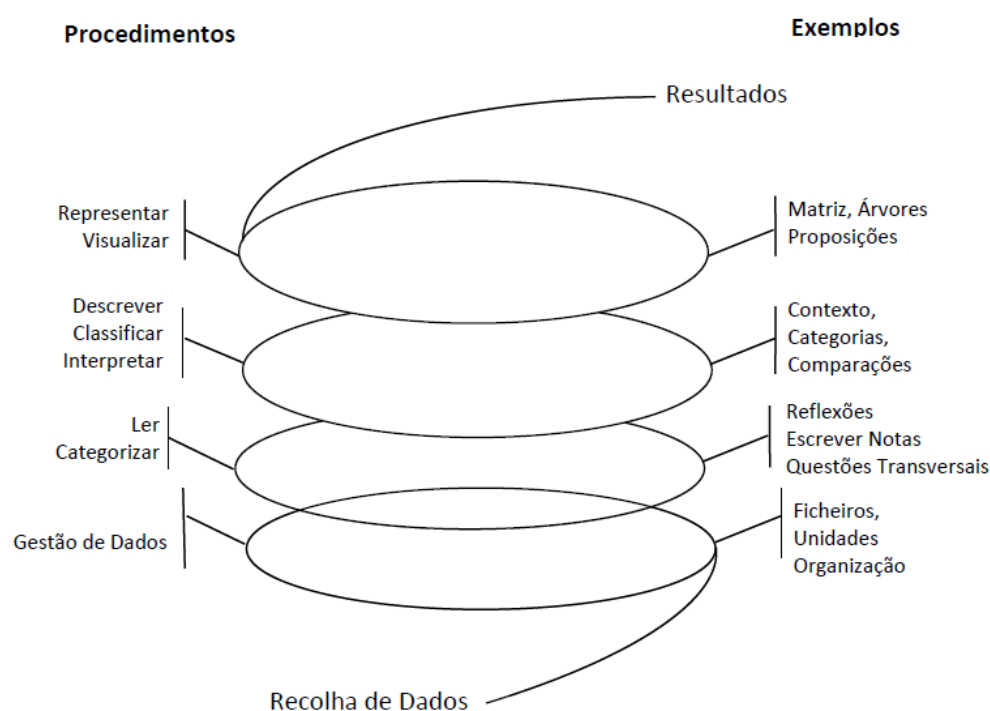 Procedimentos
Exemplos
Resultados
Representar
Visualizar
Matriz, Árvores
Proposições
Descrever
Classificar
Interpretar
Contexto,
Categorias,
Comparações
Ler
Categorizar
Reflexões
Escrever Notas
Questões Transversais
Gestão de Dados
Ficheiros,
Unidades
Organização
Recolha de Dados